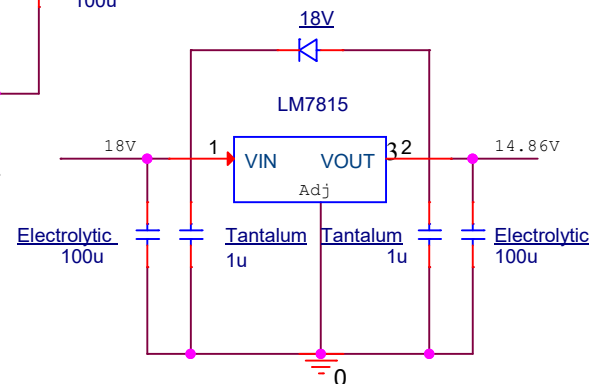 100u
18V
LM7815
18V
1
VIN
VOUT
3
2
14.86V
Adj
Electrolytic
100u
Tantalum
1u
Tantalum
1u
Electrolytic
100u
0